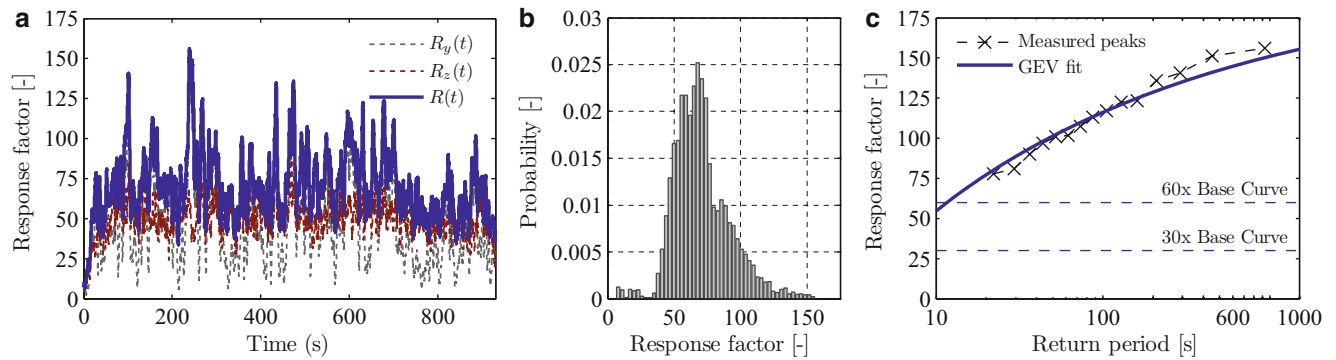 a
Response factor [-]
175
150
125
100
75
50
25
0
R_y(t)
R_z(t)
R(t)
0 200 400 600 800
Time (s)
b
Probability [-]
0.03
0.025
0.02
0.015
0.01
0.005
0
0 50 100 150
Response factor [-]
c
Response factor [-]
175
150
125
100
75
50
25
0
Measured peaks
GEV fit
60x Base Curve
30x Base Curve
10 100 1000
Return period [s]